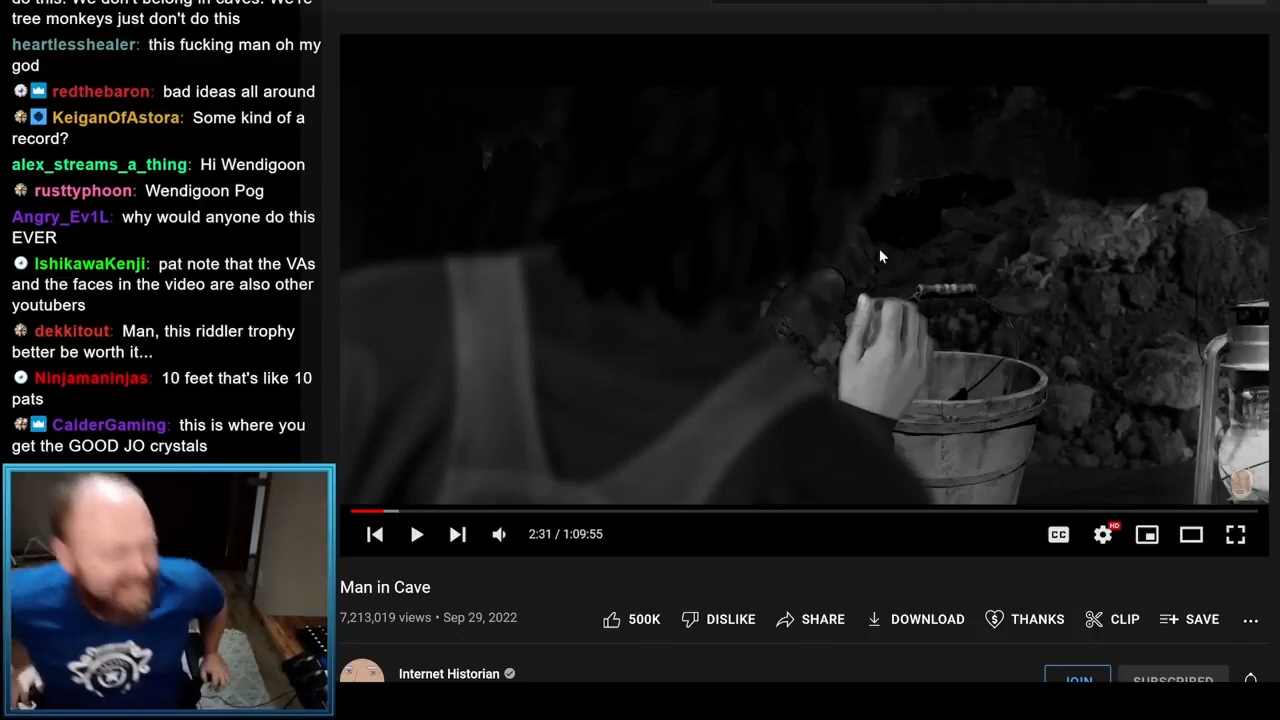 do this! We don't belong in caves! We're
tree monkeys just don't do this
heartlesshealer: this fucking man oh my
god
redthebaron: bad ideas all around
KeiganOfAstora: Some kind of a
record?
alex_streams_a_thing: Hi Wendigoon
rusttyphoon: Wendigoon Pog
Angry_Ev1L: why would anyone do this
EVER
IshikawaKenji: pat note that the VAs
and the faces in the video are also other
youtubers
dekkitout: Man, this riddler trophy
better be worth it...
Ninjamaninjas: 10 feet that's like 10
pats
CalderGaming: this is where you
get the GOOD JO crystals
2:31 / 1:09:55
CC
HD
Man in Cave
7,213,019 views • Sep 29, 2022
500K
DISLIKE
SHARE
DOWNLOAD
THANKS
CLIP
SAVE
Internet Historian
JOIN
SUBSCRIBED